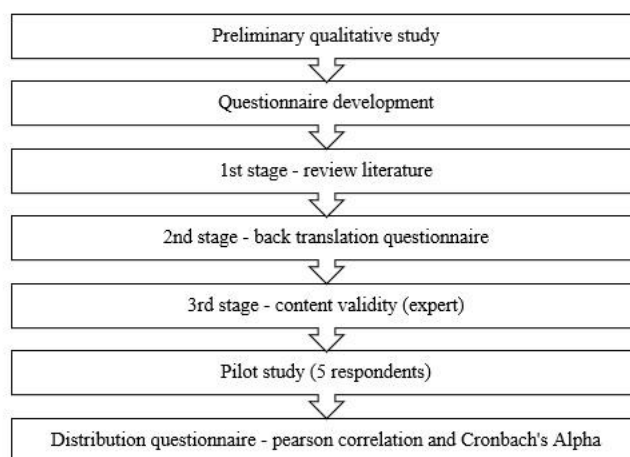 Preliminary qualitative study
Questionnaire development
1st stage - review literature
2nd stage - back translation questionnaire
3rd stage - content validity (expert)
Pilot study (5 respondents)
Distribution questionnaire - pearson correlation and Cronbach's Alpha